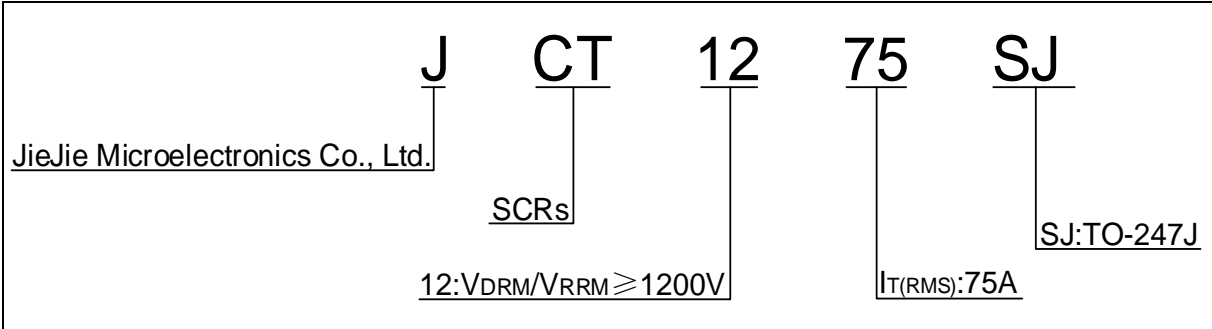 J CT 12 75 SJ
JieJie Microelectronics Co., Ltd.
SCRs
SJ:TO-247J
12:VDRM/VRRM≥1200V
IT(RMS):75A